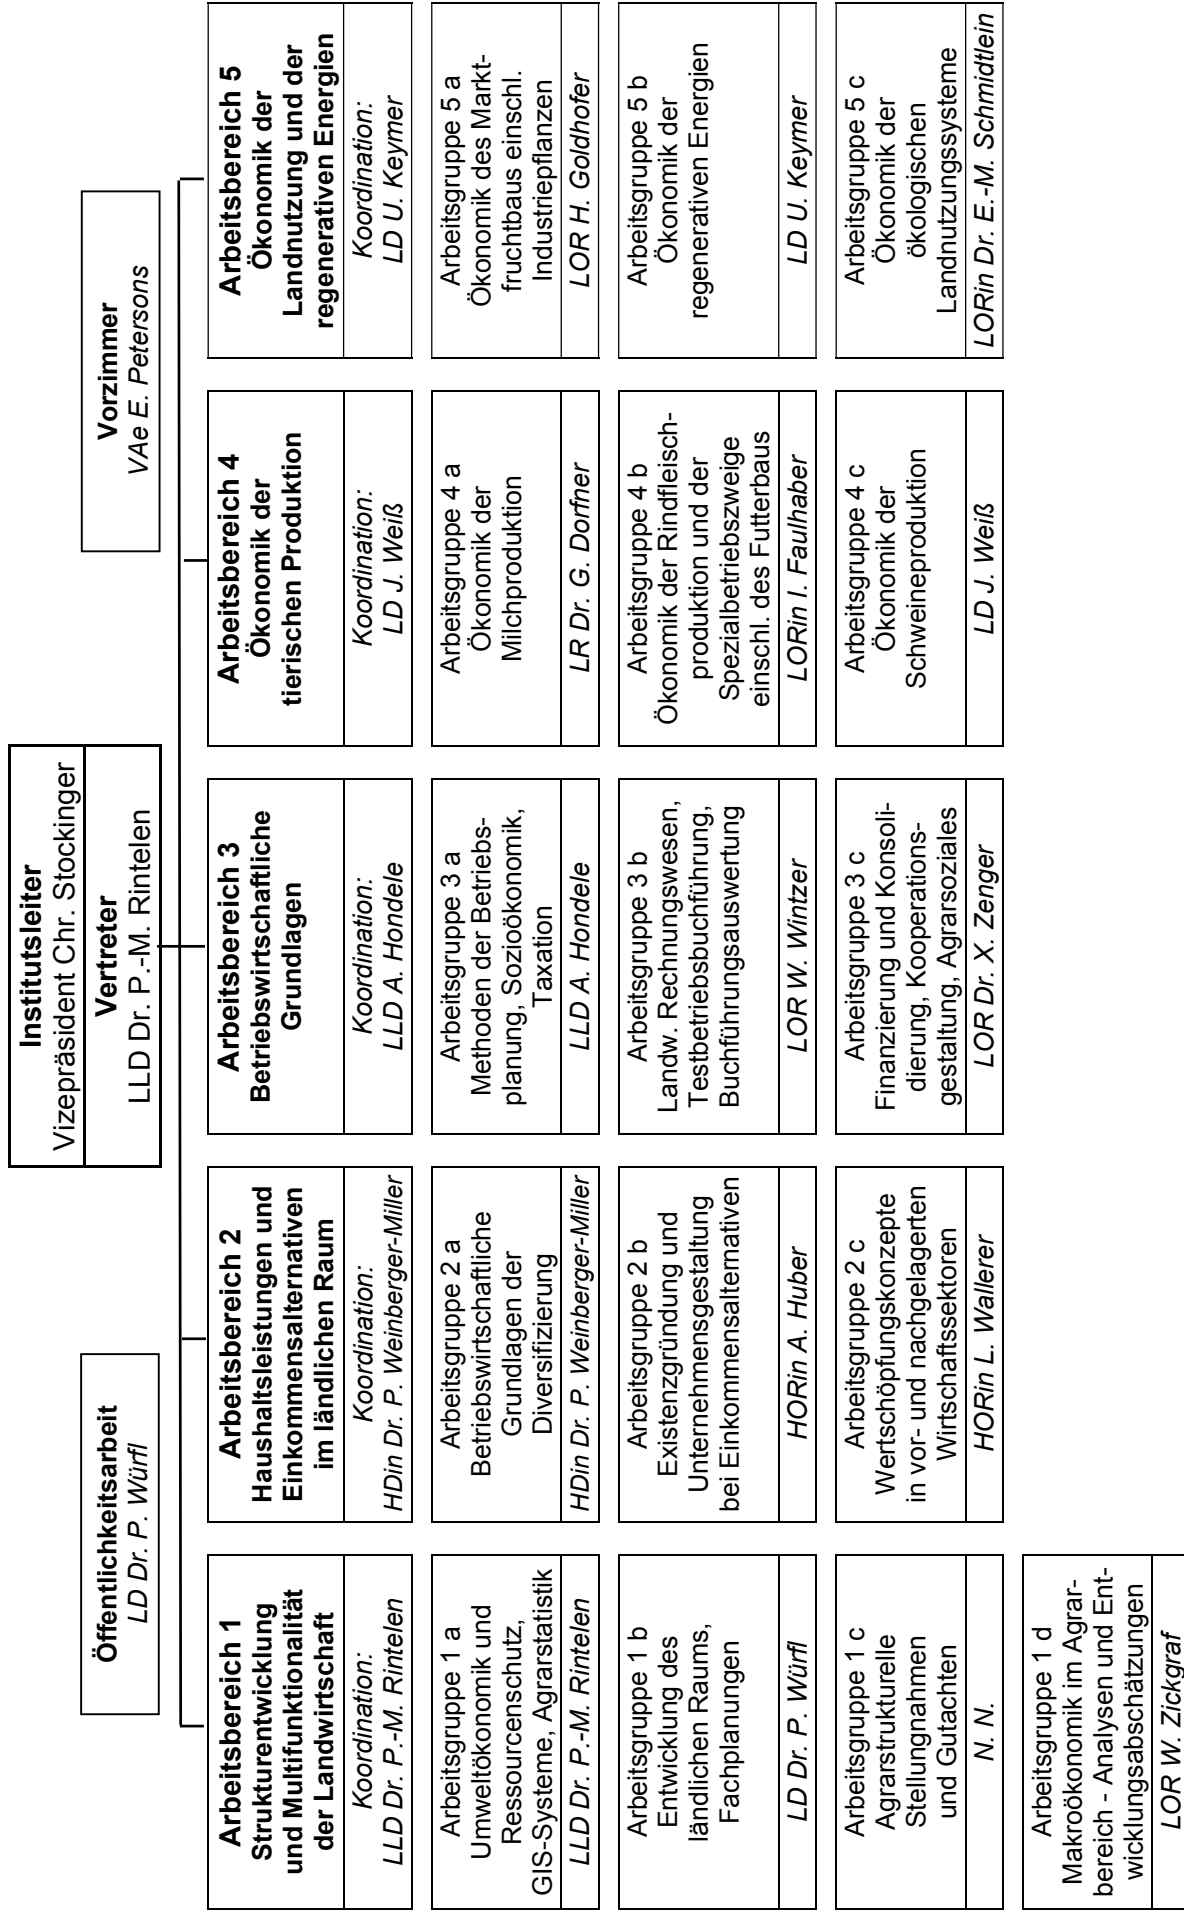 Institutsleiter
Vizepräsident Chr. Stockinger
Vertreter
LLD Dr. P.-M. Rintelen
Öffentlichkeitsarbeit
LD Dr. P. Würfl
Vorzimmer
VAe E. Petersons
Arbeitsbereich 1
Strukturentwicklung
und Multifunktionalität
der Landwirtschaft
Koordination:
LLD Dr. P.-M. Rintelen
Arbeitsgruppe 1 a
Umweltökonomik und
Ressourcenschutz,
GIS-Systeme, Agrarstatistik
LLD Dr. P.-M. Rintelen
Arbeitsgruppe 1 b
Entwicklung des
ländlichen Raums,
Fachplanungen
LD Dr. P. Würfl
Arbeitsgruppe 1 c
Agrarstrukturelle
Stellungnahmen
und Gutachten
N. N.
Arbeitsgruppe 1 d
Makroökonomik im Agrar-
bereich - Analysen und Ent-
wicklungsabschätzungen
LOR W. Zickgraf
Arbeitsbereich 2
Haushaltsleistungen und
Einkommensalternativen
im ländlichen Raum
Koordination:
HDin Dr. P. Weinberger-Miller
Arbeitsgruppe 2 a
Betriebswirtschaftliche
Grundlagen der
Diversifizierung
HDin Dr. P. Weinberger-Miller
Arbeitsgruppe 2 b
Existenzgründung und
Unternehmensgestaltung
bei Einkommensalternativen
HORin A. Huber
Arbeitsgruppe 2 c
Wertschöpfungskonzepte
in vor- und nachgelagerten
Wirtschaftssektoren
HORin L. Wallerer
Arbeitsbereich 3
Betriebswirtschaftliche
Grundlagen
Koordination:
LLD A. Hondele
Arbeitsgruppe 3 a
Methoden der Betriebs-
planung, Sozioökonomik,
Taxation
LLD A. Hondele
Arbeitsgruppe 3 b
Landw. Rechnungswesen,
Testbetriebsbuchführung,
Buchführungsauswertung
LOR W. Wintzer
Arbeitsgruppe 3 c
Finanzierung und Konsoli-
dierung, Kooperations-
gestaltung, Agrarsoziales
LOR Dr. X. Zenger
Arbeitsbereich 4
Ökonomik der
tierischen Produktion
Koordination:
LD J. Weiß
Arbeitsgruppe 4 a
Ökonomik der
Milchproduktion
LR Dr. G. Dorfner
Arbeitsgruppe 4 b
Ökonomik der Rindfleisch-
produktion und der
Spezialbetriebszweige
einschl. des Futterbaus
LORin I. Faulhaber
Arbeitsgruppe 4 c
Ökonomik der
Schweineproduktion
LD J. Weiß
Arbeitsbereich 5
Ökonomik der
Landnutzung und der
regenerativen Energien
Koordination:
LD U. Keymer
Arbeitsgruppe 5 a
Ökonomik des Markt-
fruchtbaus einschl.
Industriepflanzen
LOR H. Goldhofer
Arbeitsgruppe 5 b
Ökonomik der
regenerativen Energien
LD U. Keymer
Arbeitsgruppe 5 c
Ökonomik der
ökologischen
Landnutzungssysteme
LORin Dr. E.-M. Schmidtlein